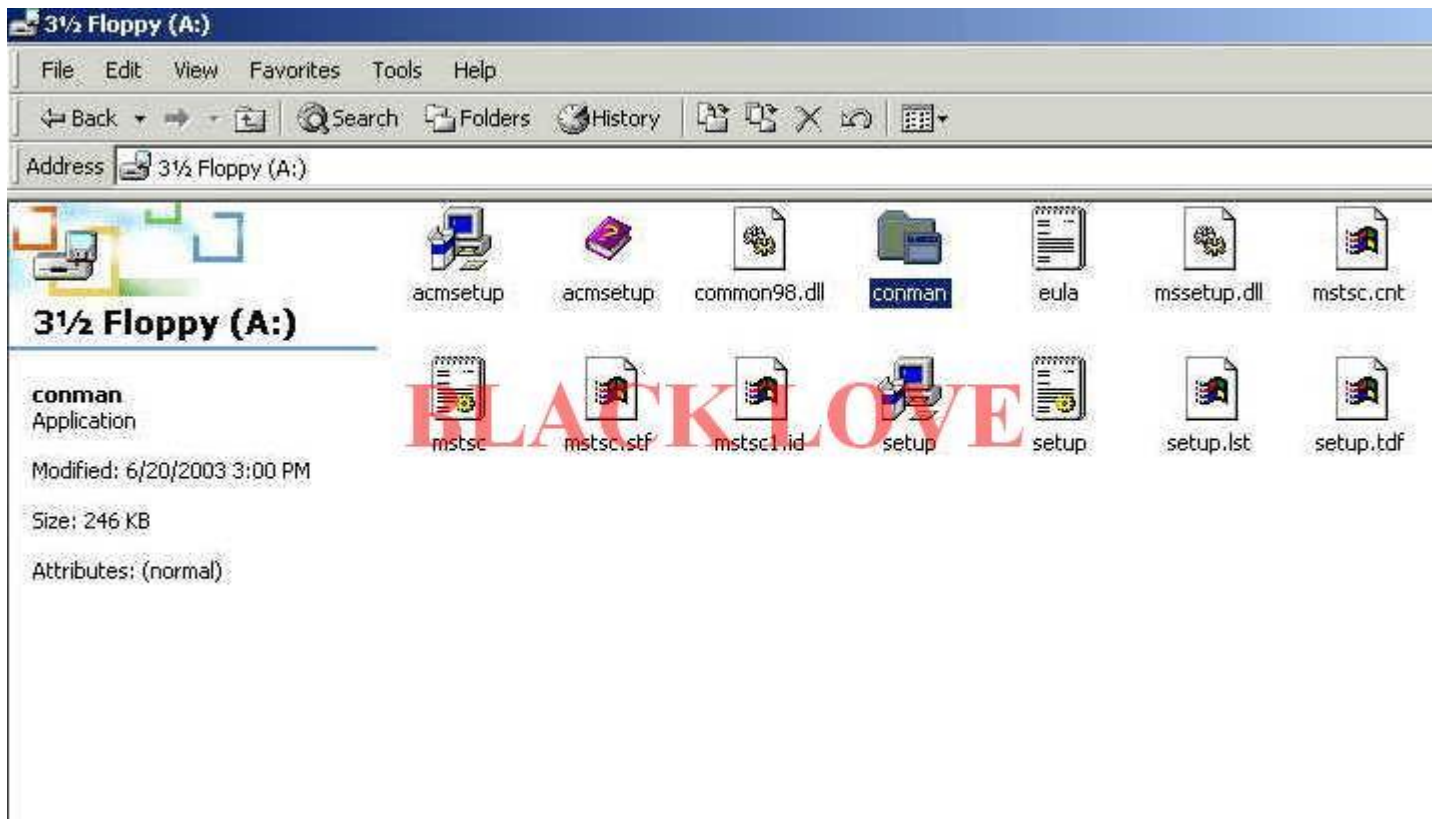 3½ Floppy (A:)
File Edit View Favorites Tools Help
Back Search Folders History
Address 3½ Floppy (A:)
acmsetup acmsetup common98.dll conman eula mssetup.dll mstsc.cnt
3½ Floppy (A:)
BLACK LOVE
mstsc mstsc.stf mstsc1.id setup setup setup.lst setup.tdf
conman
Application
Modified: 6/20/2003 3:00 PM
Size: 246 KB
Attributes: (normal)